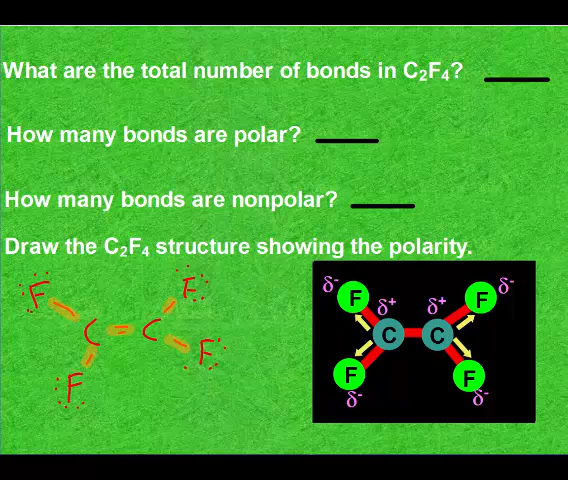 What are the total number of bonds in C₂F₄?
How many bonds are polar?
How many bonds are nonpolar?
Draw the C₂F₄ structure showing the polarity.
F F
C = C
F F
δ- δ-
F δ+ δ+ F
C C
F F
δ- δ-